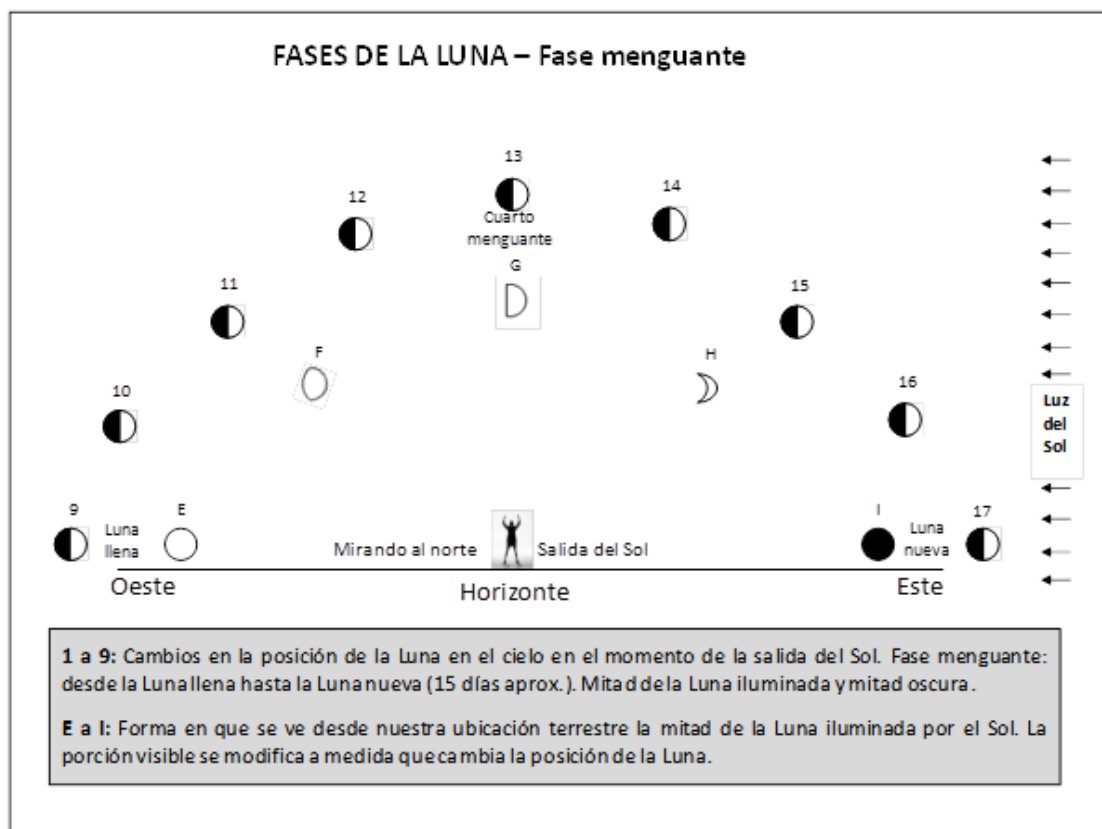 FASES DE LA LUNA – Fase menguante
13
12
14
Cuarto
menguante
G
11
15
F
H
10
16
Luz
del
Sol
9
Luna
llena
E
Mirando al norte
Salida del Sol
I
Luna
nueva
17
Oeste
Horizonte
Este
1 a 9: Cambios en la posición de la Luna en el cielo en el momento de la salida del Sol. Fase menguante:
desde la Luna llena hasta la Luna nueva (15 días aprox.). Mitad de la Luna iluminada y mitad oscura.
E a I: Forma en que se ve desde nuestra ubicación terrestre la mitad de la Luna iluminada por el Sol. La
porción visible se modifica a medida que cambia la posición de la Luna.